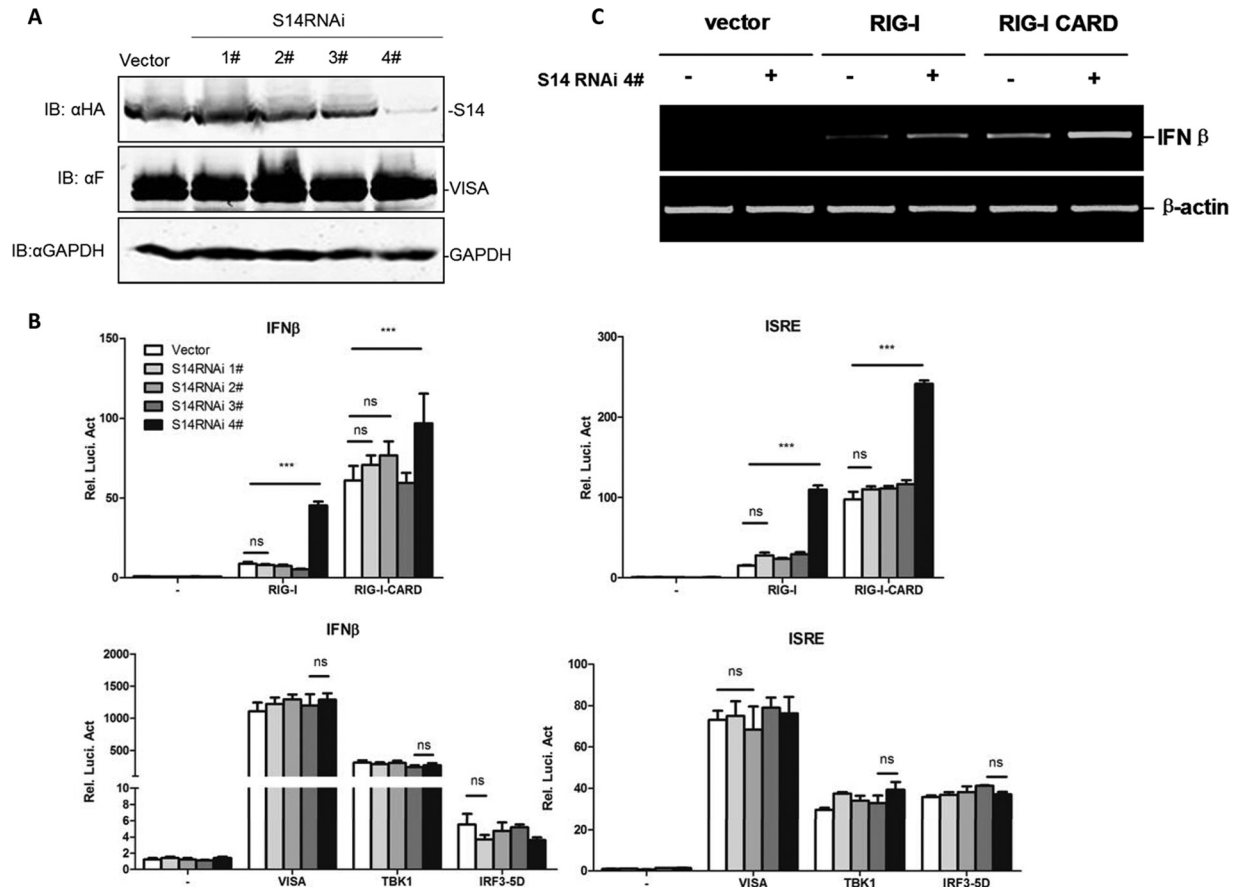 A
S14RNAi
Vector 1# 2# 3# 4#
IB: αHA -S14
IB: αF -VISA
IB:αGAPDH -GAPDH
C
vector RIG-I RIG-I CARD
S14 RNAi 4# - + - + - +
IFN β
β-actin
B
IFNβ
150
100
50
0
Rel. Luci. Act
Vector
S14RNAi 1#
S14RNAi 2#
S14RNAi 3#
S14RNAi 4#
ns
***
ns
ns
***
- RIG-I RIG-I-CARD
ISRE
300
200
100
0
Rel. Luci. Act
ns
***
ns
***
- RIG-I RIG-I-CARD
IFNβ
2000
1500
1000
500
10
8
6
4
2
0
Rel. Luci. Act
ns
ns
ns
- VISA TBK1 IRF3-5D
ISRE
100
80
60
40
20
0
Rel. Luci. Act
ns
ns
ns
- VISA TBK1 IRF3-5D